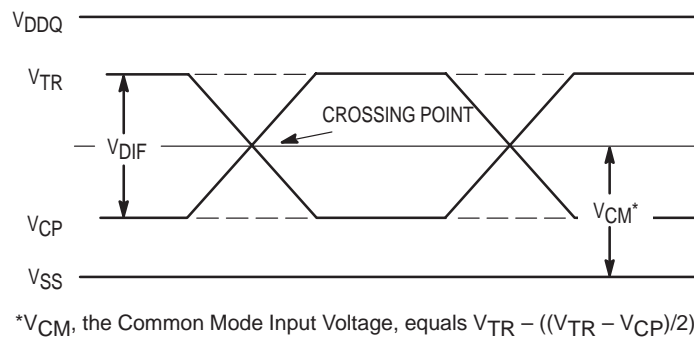 VDDQ
VTR
CROSSING POINT
VDIF
VCM*
VCP
VSS
*VCM, the Common Mode Input Voltage, equals VTR – ((VTR – VCP)/2)